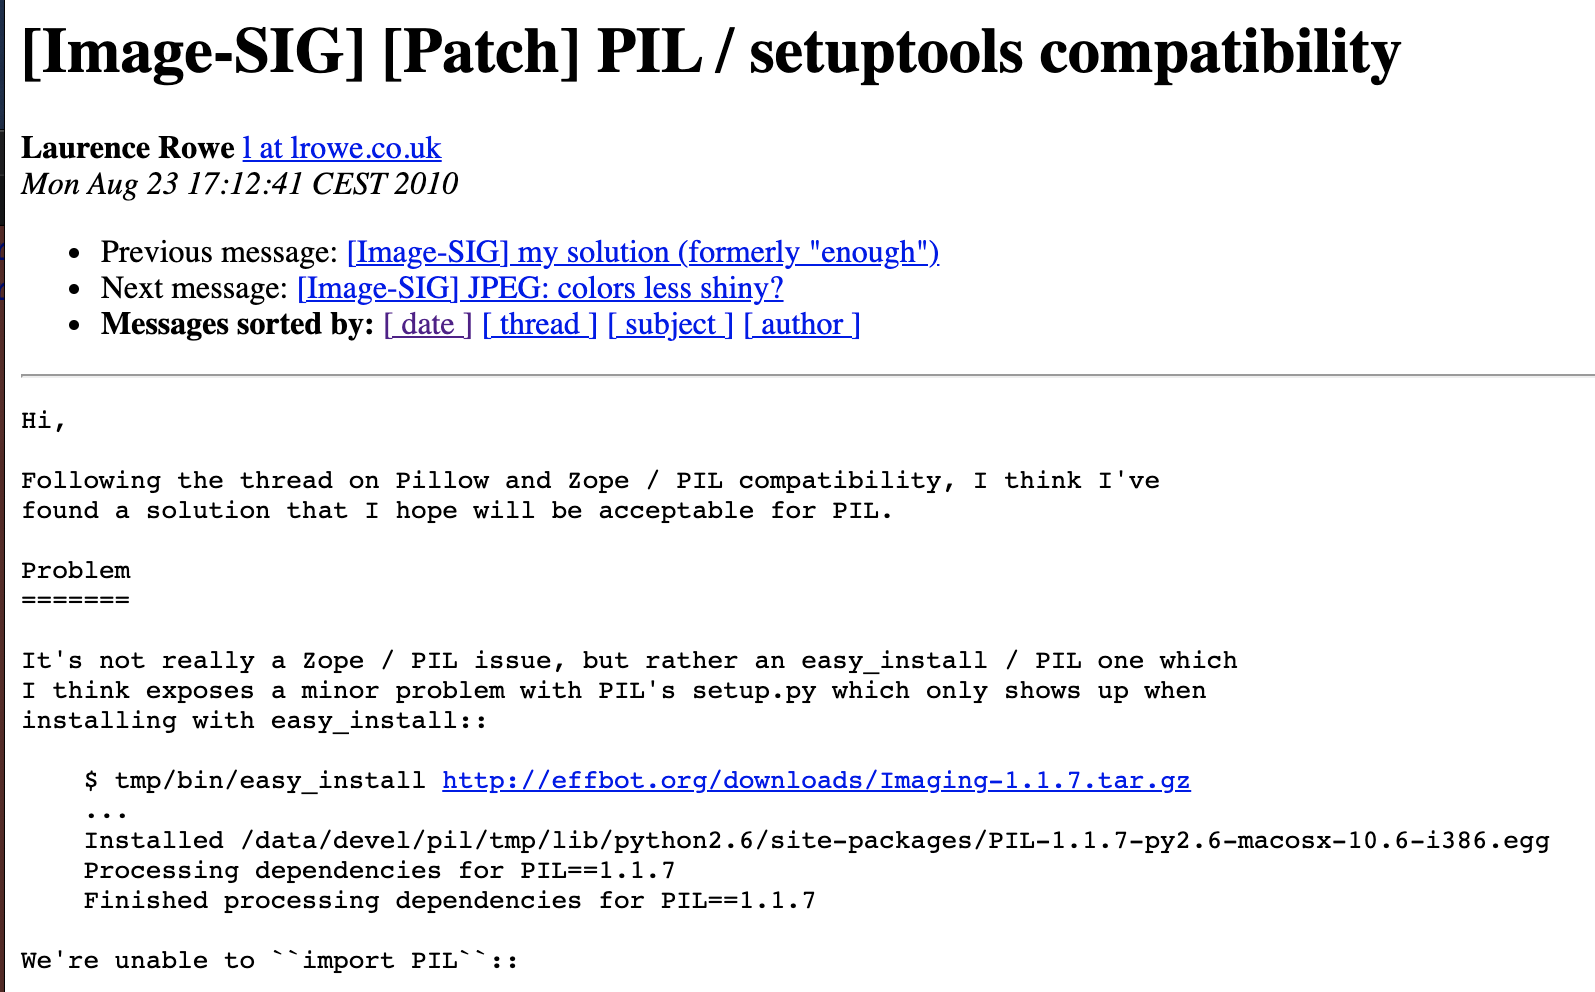 [Image-SIG] [Patch] PIL / setuptools compatibility
Laurence Rowe l at lrowe.co.uk
Mon Aug 23 17:12:41 CEST 2010
• Previous message: [Image-SIG] my solution (formerly "enough")
• Next message: [Image-SIG] JPEG: colors less shiny?
• Messages sorted by: [ date ] [ thread ] [ subject ] [ author ]
Hi,
Following the thread on Pillow and Zope / PIL compatibility, I think I've
found a solution that I hope will be acceptable for PIL.
Problem
=======
It's not really a Zope / PIL issue, but rather an easy_install / PIL one which
I think exposes a minor problem with PIL's setup.py which only shows up when
installing with easy_install::
$ tmp/bin/easy_install http://effbot.org/downloads/Imaging-1.1.7.tar.gz
...
Installed /data/devel/pil/tmp/lib/python2.6/site-packages/PIL-1.1.7-py2.6-macosx-10.6-i386.egg
Processing dependencies for PIL==1.1.7
Finished processing dependencies for PIL==1.1.7
We're unable to ``import PIL``::